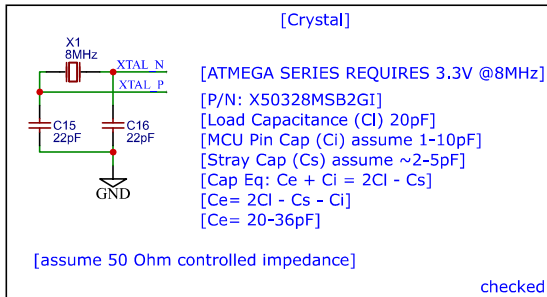 [Crystal]
X1
8MHz
XTAL_N
XTAL_P
C15
22pF
C16
22pF
GND
[ATMEGA SERIES REQUIRES 3.3V @8MHz]
[P/N: X50328MSB2GI]
[Load Capacitance (Cl) 20pF]
[MCU Pin Cap (Ci) assume 1-10pF]
[Stray Cap (Cs) assume ~2-5pF]
[Cap Eq: Ce + Ci = 2Cl - Cs]
[Ce= 2Cl - Cs - Ci]
[Ce= 20-36pF]
[assume 50 Ohm controlled impedance]
checked